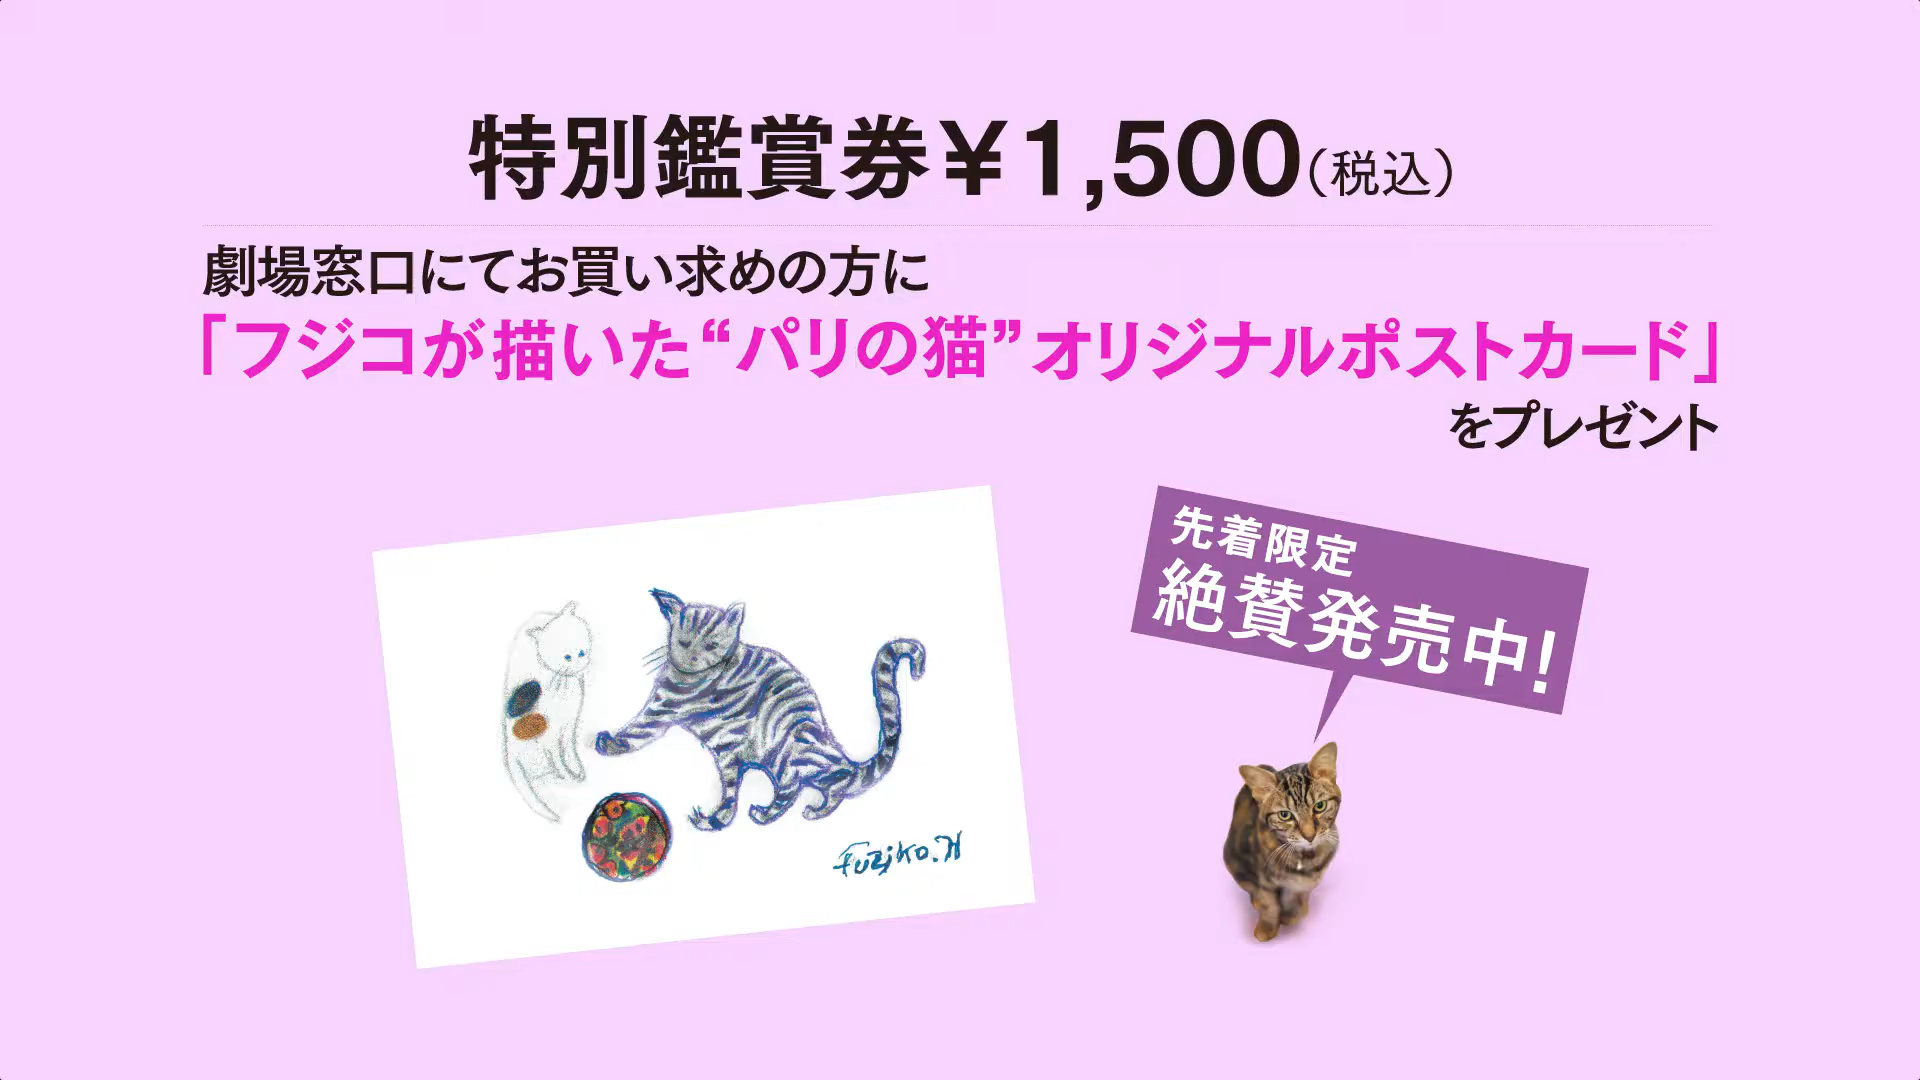 特別鑑賞券¥1,500(税込)
劇場窓口にてお買い求めの方に
「フジコが描いた“パリの猫”オリジナルポストカード」
をプレゼント
先着限定
絶賛発売中!
Fuziko.H